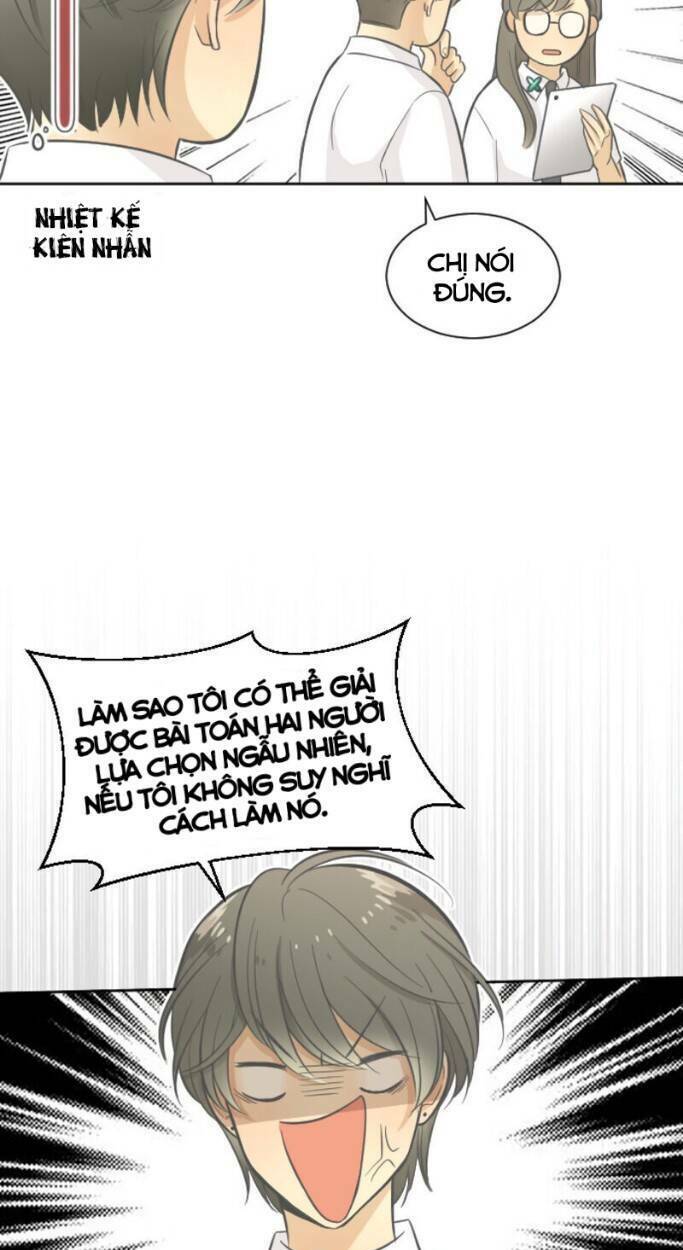 NHIỆT KẾ
KIÊN NHẪN
CHỊ NÓI
ĐÚNG.
LÀM SAO TÔI CÓ THỂ GIẢI
ĐƯỢC BÀI TOÁN HAI NGƯỜI
LỰA CHỌN NGẪU NHIÊN,
NẾU TÔI KHÔNG SUY NGHĨ
CÁCH LÀM NÓ.